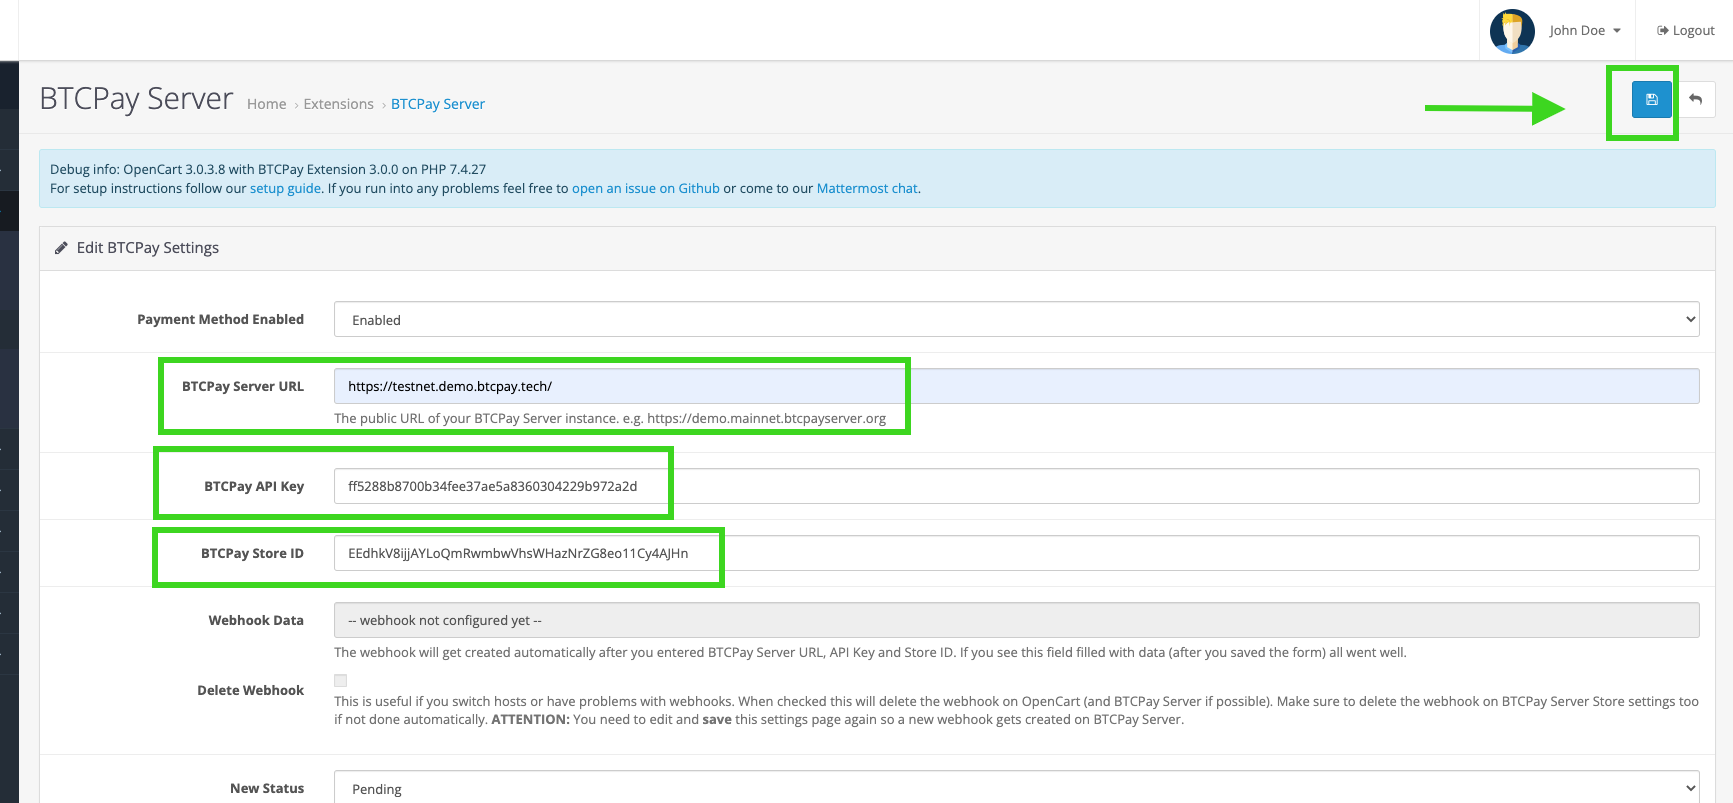 John Doe
Logout
BTCPay Server
Home › Extensions › BTCPay Server
Debug info: OpenCart 3.0.3.8 with BTCPay Extension 3.0.0 on PHP 7.4.27
For setup instructions follow our setup guide. If you run into any problems feel free to open an issue on Github or come to our Mattermost chat.
Edit BTCPay Settings
Payment Method Enabled
Enabled
BTCPay Server URL
https://testnet.demo.btcpay.tech/
The public URL of your BTCPay Server instance. e.g. https://demo.mainnet.btcpayserver.org
BTCPay API Key
ff5288b8700b34fee37ae5a8360304229b972a2d
BTCPay Store ID
EEdhkV8ijjAYLoQmRwmbwVhsWHazNrZG8eo11Cy4AJHn
Webhook Data
-- webhook not configured yet --
The webhook will get created automatically after you entered BTCPay Server URL, API Key and Store ID. If you see this field filled with data (after you saved the form) all went well.
Delete Webhook
This is useful if you switch hosts or have problems with webhooks. When checked this will delete the webhook on OpenCart (and BTCPay Server if possible). Make sure to delete the webhook on BTCPay Server Store settings too
if not done automatically. ATTENTION: You need to edit and save this settings page again so a new webhook gets created on BTCPay Server.
New Status
Pending